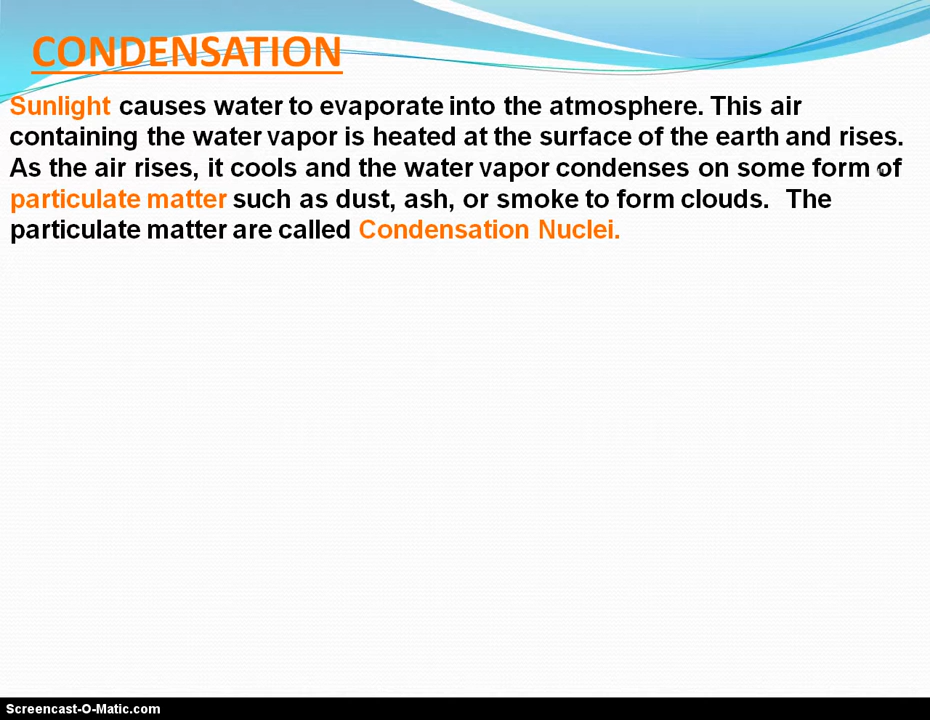 CONDENSATION
Sunlight causes water to evaporate into the atmosphere. This air
containing the water vapor is heated at the surface of the earth and rises.
As the air rises, it cools and the water vapor condenses on some form of
particulate matter such as dust, ash, or smoke to form clouds.  The
particulate matter are called Condensation Nuclei.
Screencast-O-Matic.com